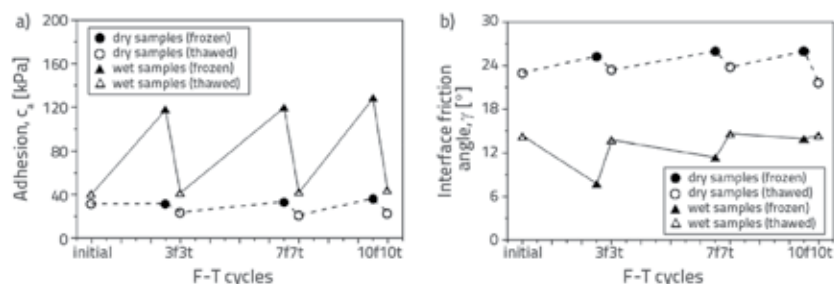 a)
200
160
120
80
40
0
Adhesion, cₐ [kPa]
dry samples (frozen)
dry samples (thawed)
wet samples (frozen)
wet samples (thawed)
initial 3f3t 7f7t 10f10t
F-T cycles
b)
30
24
18
12
6
0
Interface friction
angle, γ [°]
dry samples (frozen)
dry samples (thawed)
wet samples (frozen)
wet samples (thawed)
initial 3f3t 7f7t 10f10t
F-T cycles